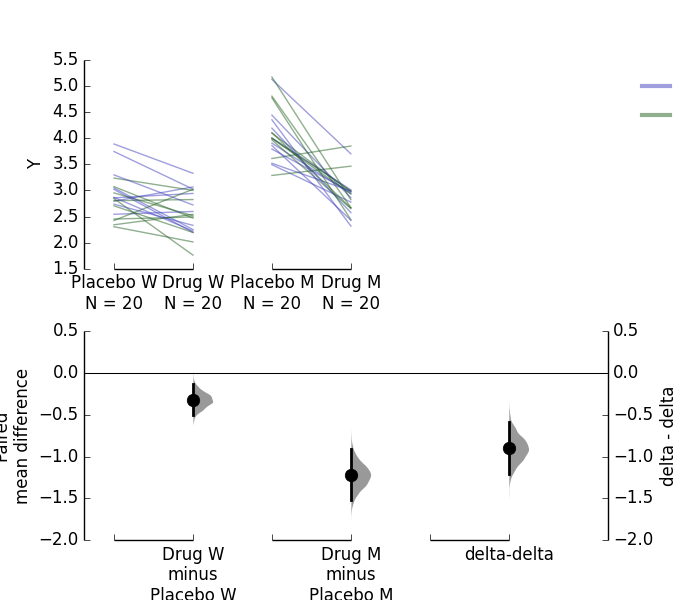 5.5
5.0
4.5
4.0
3.5
3.0
2.5
2.0
1.5
Y
Placebo W Drug W Placebo M Drug M
N = 20 N = 20 N = 20 N = 20
0.5
0.0
−0.5
−1.0
−1.5
−2.0
Paired
mean difference
0.5
0.0
−0.5
−1.0
−1.5
−2.0
delta - delta
Drug W
minus
Placebo W
Drug M
minus
Placebo M
delta-delta